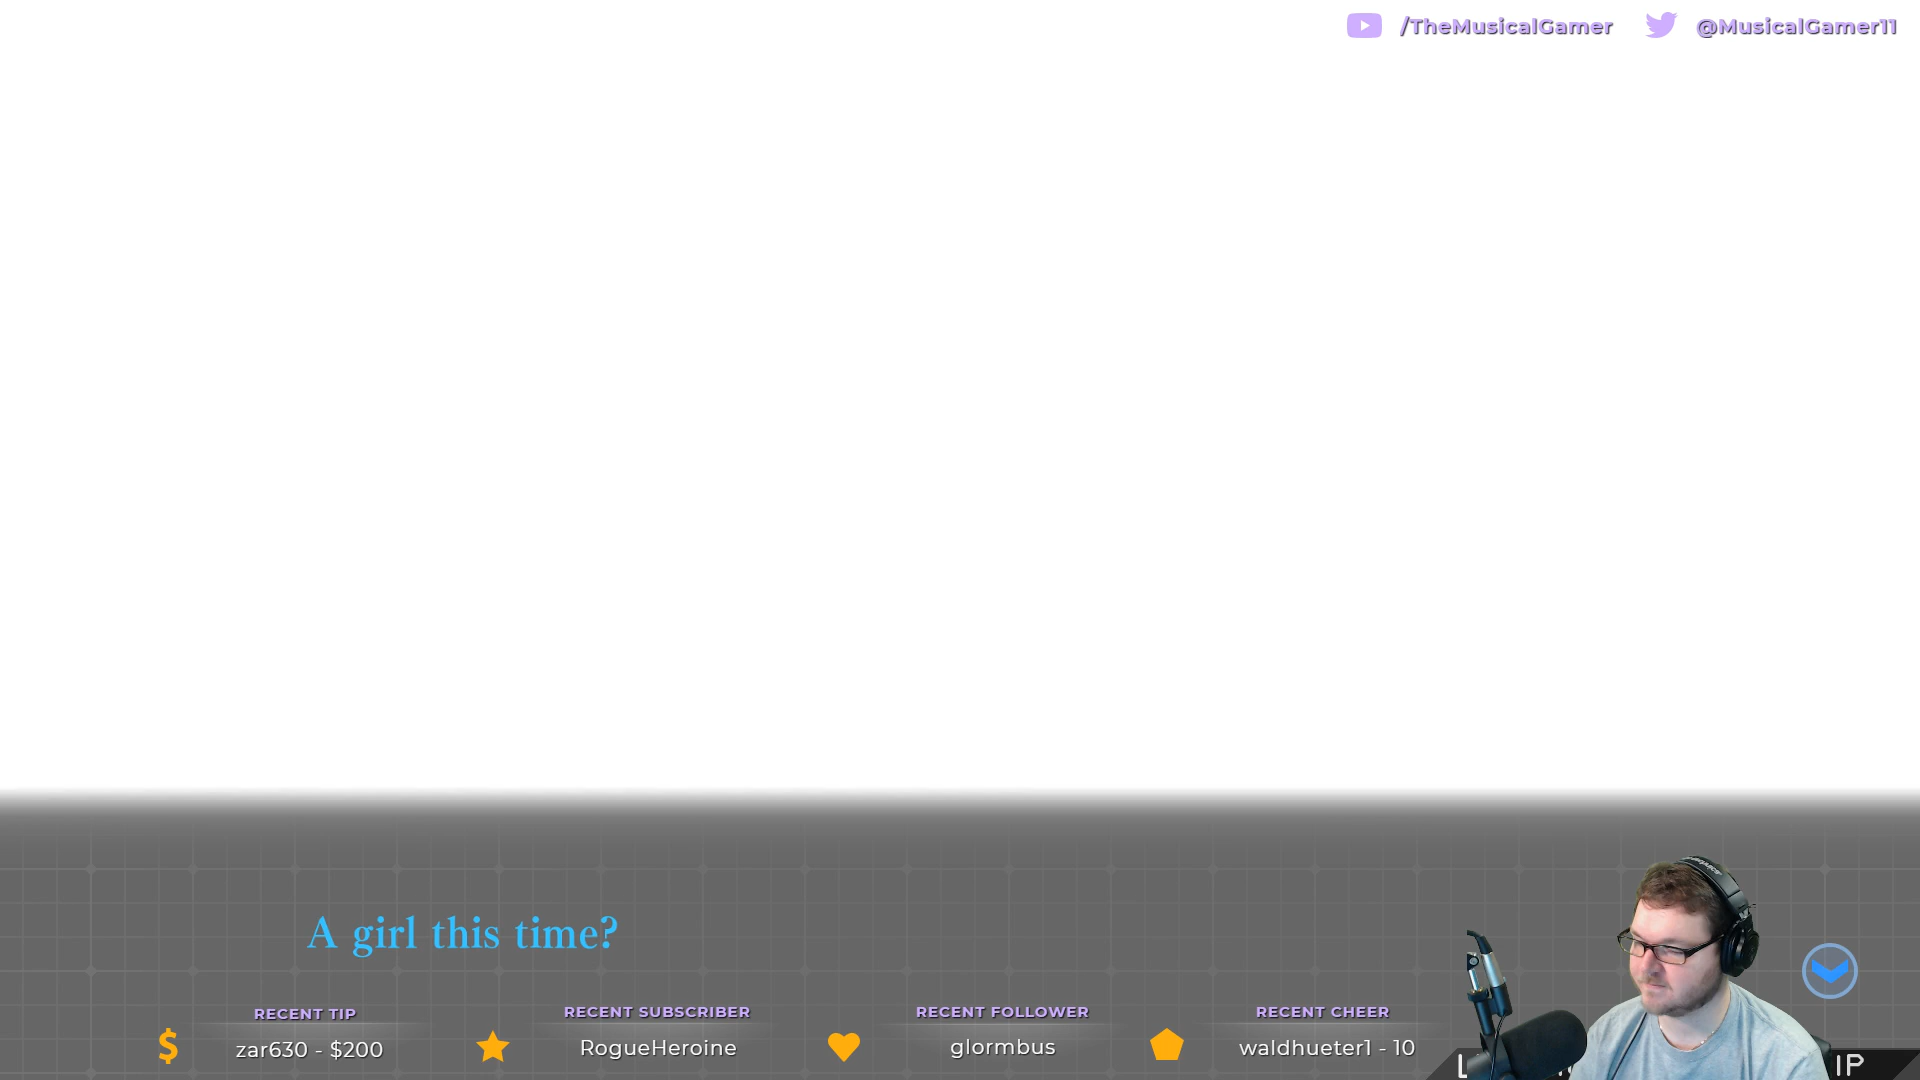 /TheMusicalGamer @MusicalGamer11
A girl this time?
RECENT TIP RECENT SUBSCRIBER RECENT FOLLOWER RECENT CHEER
zar630 - $200 RogueHeroine glormbus waldhueter1 - 10
IP